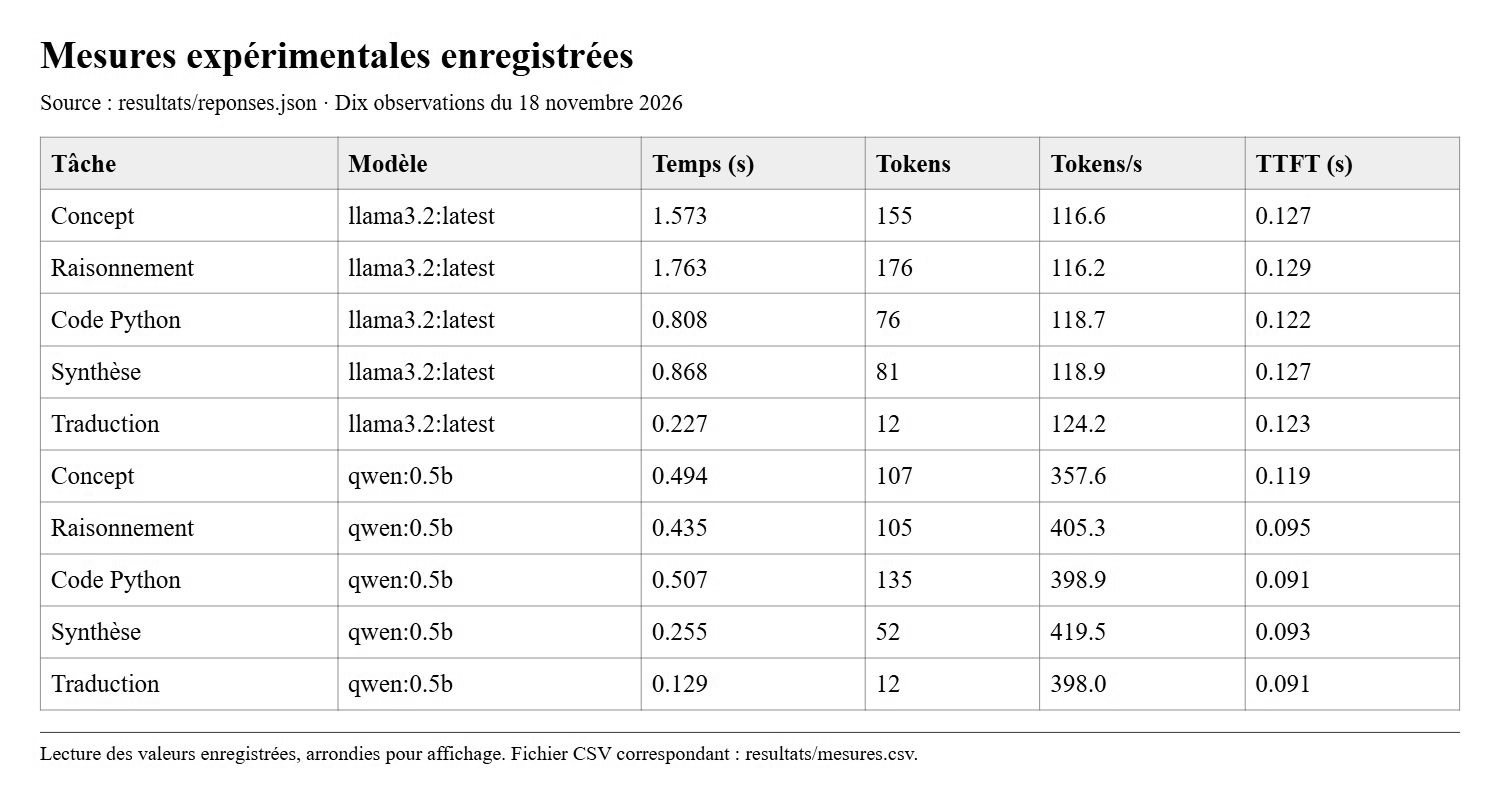 Mesures expérimentales enregistrées
Source : resultats/reponses.json · Dix observations du 18 novembre 2026
Tâche Modèle Temps (s) Tokens Tokens/s TTFT (s)
Concept llama3.2:latest 1.573 155 116.6 0.127
Raisonnement llama3.2:latest 1.763 176 116.2 0.129
Code Python llama3.2:latest 0.808 76 118.7 0.122
Synthèse llama3.2:latest 0.868 81 118.9 0.127
Traduction llama3.2:latest 0.227 12 124.2 0.123
Concept qwen:0.5b 0.494 107 357.6 0.119
Raisonnement qwen:0.5b 0.435 105 405.3 0.095
Code Python qwen:0.5b 0.507 135 398.9 0.091
Synthèse qwen:0.5b 0.255 52 419.5 0.093
Traduction qwen:0.5b 0.129 12 398.0 0.091
Lecture des valeurs enregistrées, arrondies pour affichage. Fichier CSV correspondant : resultats/mesures.csv.